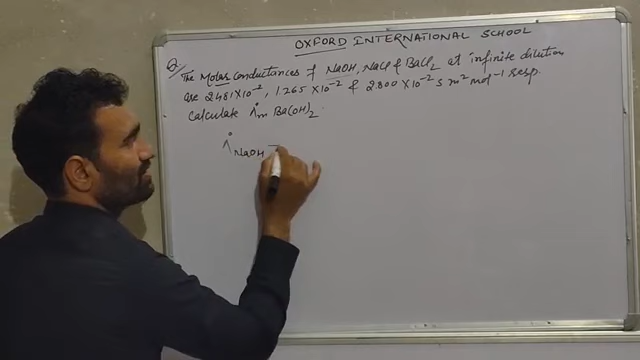 OXFORD INTERNATIONAL SCHOOL
Q/ The Molar Conductances of NaOH, NaCl & BaCl2 at infinite dilution
are 2.481 X 10⁻², 1.265 X 10⁻² & 2.800 X 10⁻² S m² mol⁻¹ resp.
Calculate λ°m Ba(OH)2.
λ°NaOH =